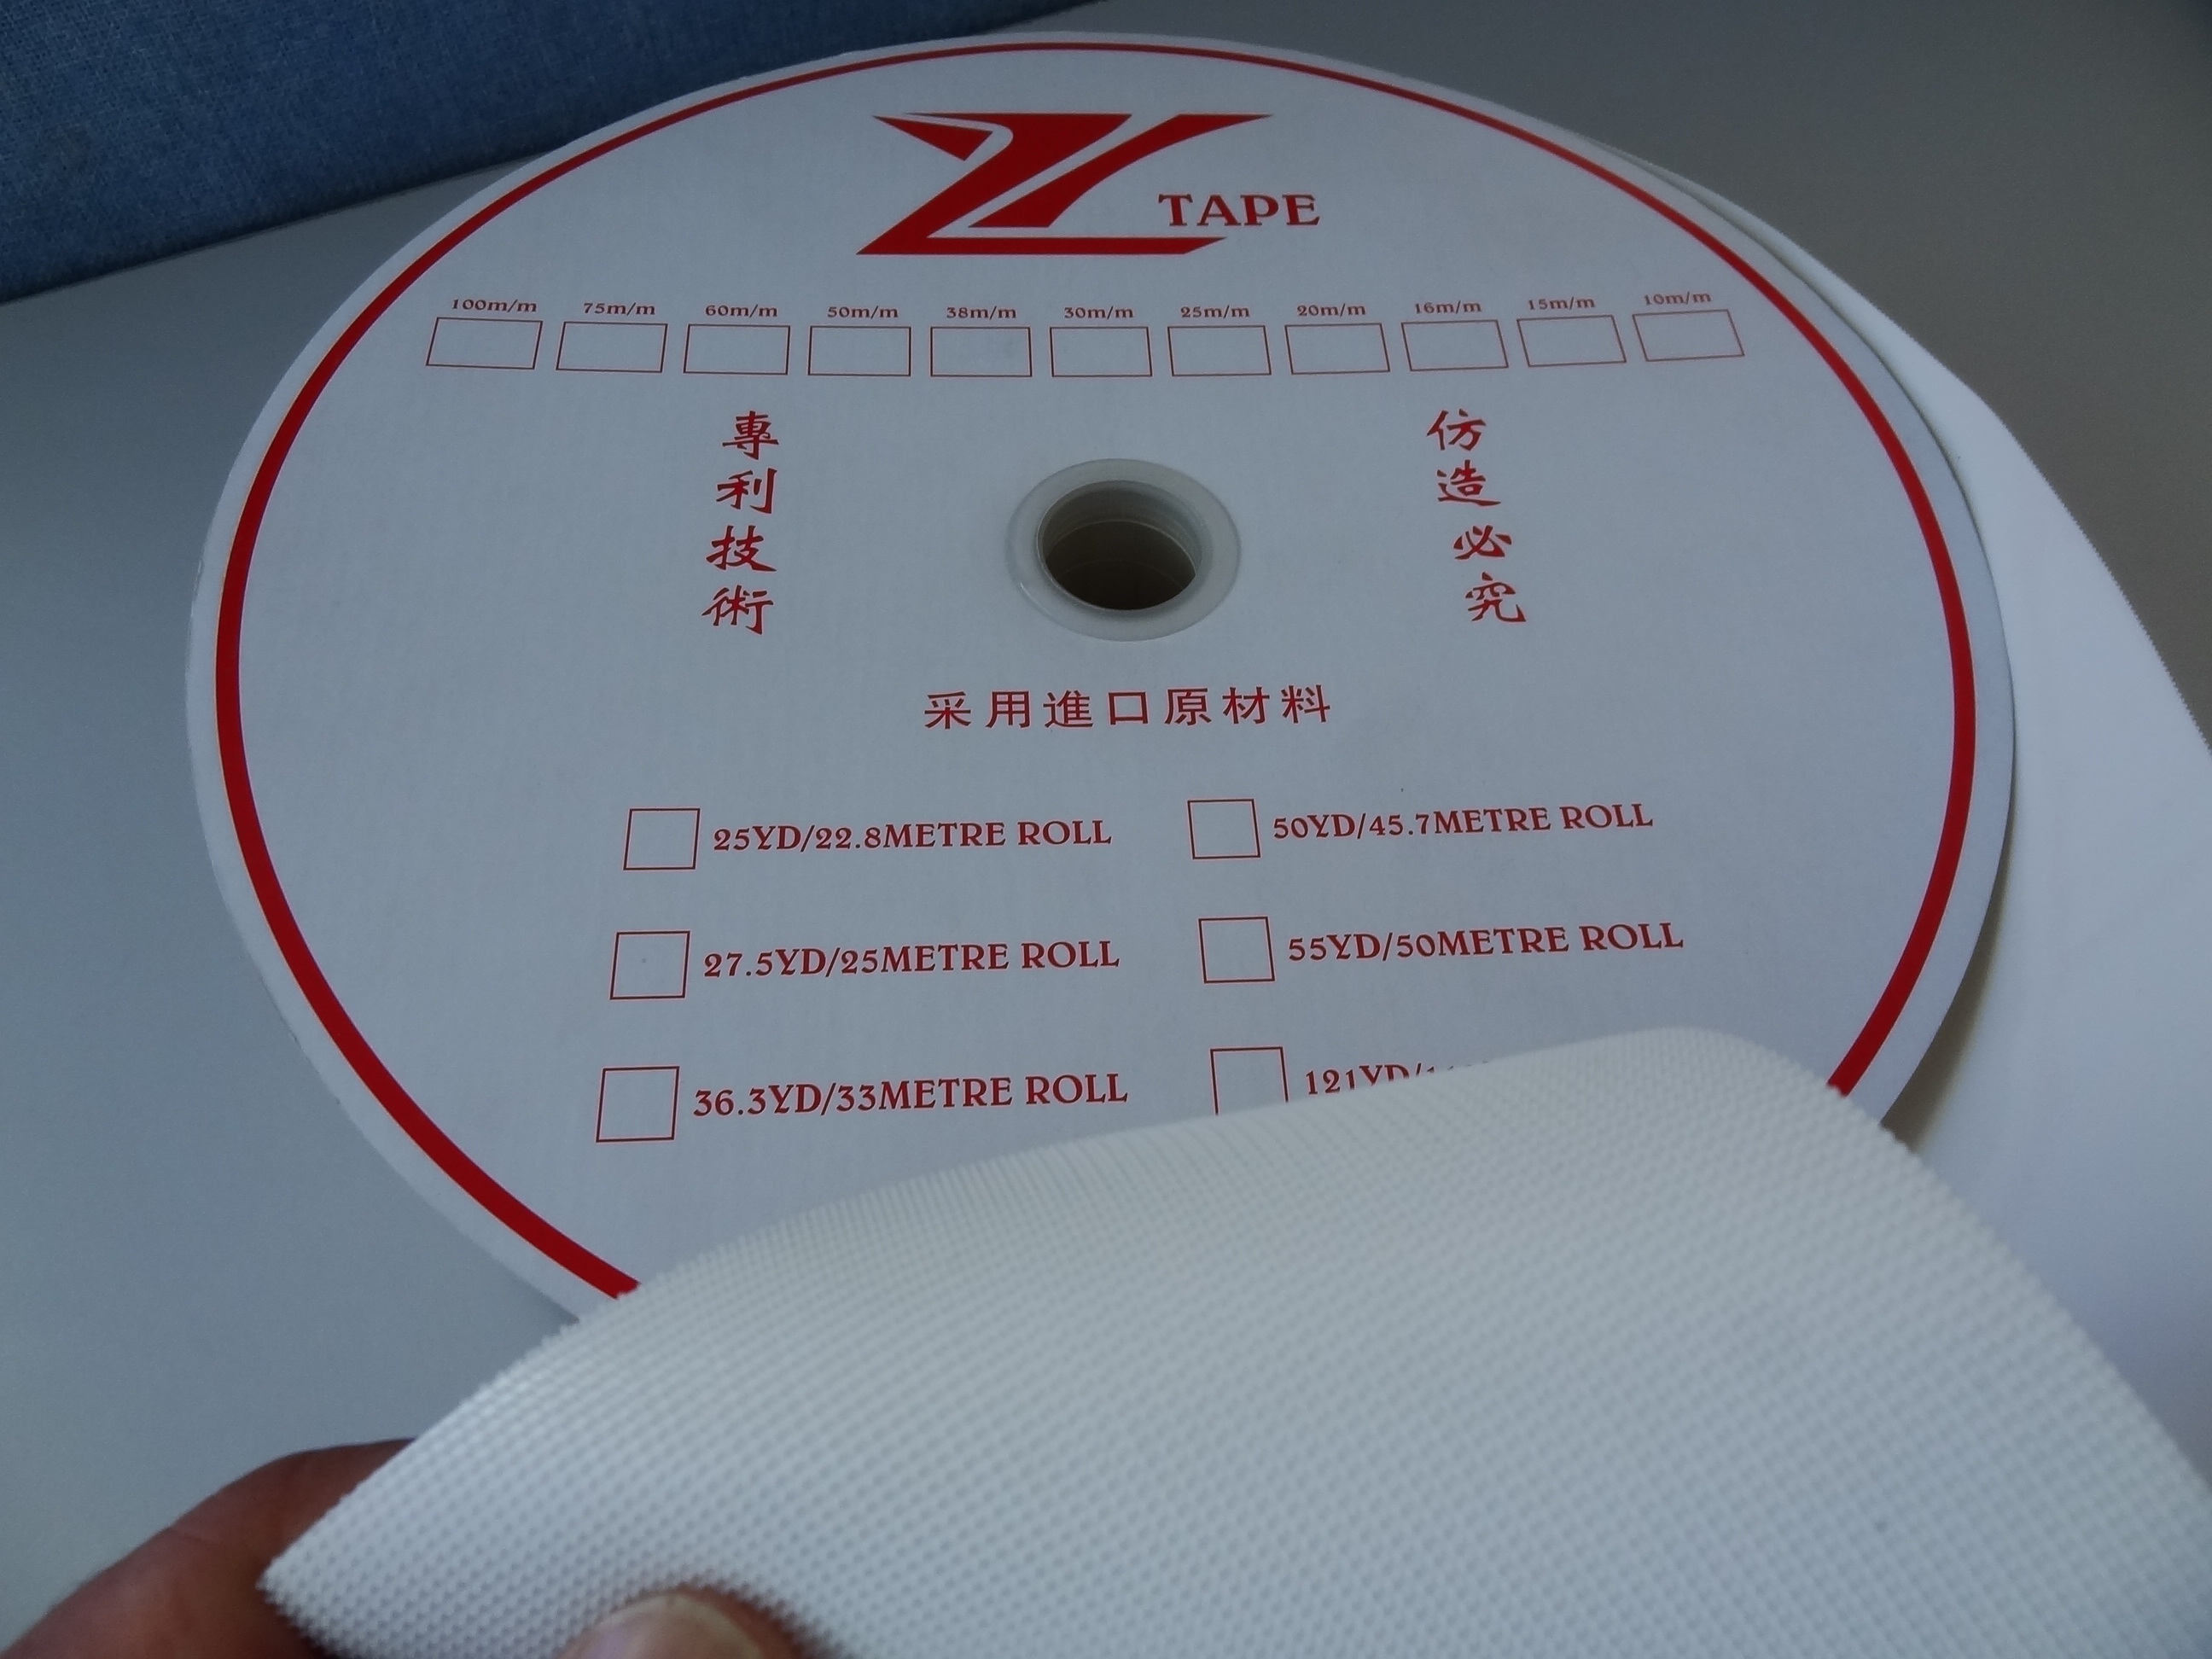 TAPE
100m/m 75m/m 60m/m 50m/m 38m/m 30m/m 25m/m 20m/m 16m/m 15m/m 10m/m
專利技術
仿造必究
采用進口原材料
25YD/22.8METRE ROLL
50YD/45.7METRE ROLL
27.5YD/25METRE ROLL
55YD/50METRE ROLL
36.3YD/33METRE ROLL
121YD/